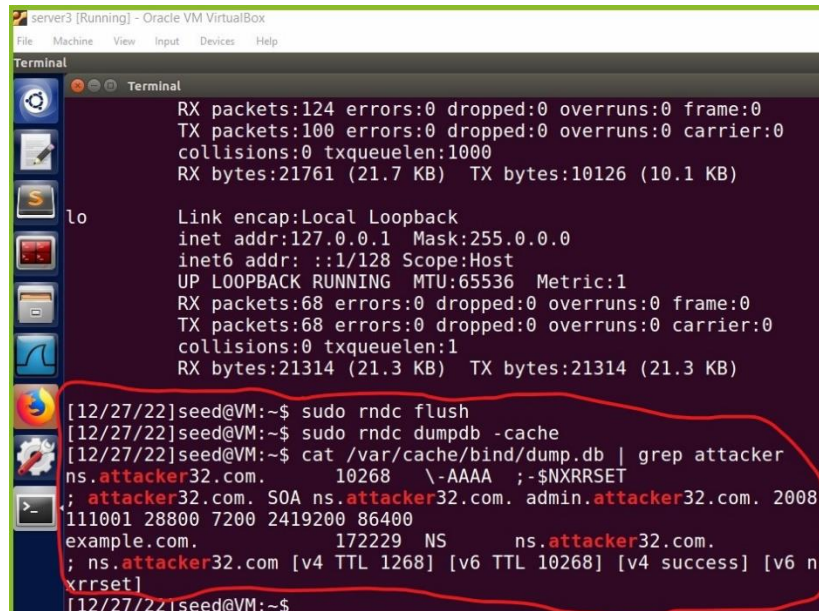 server3 [Running] - Oracle VM VirtualBox
File Machine View Input Devices Help
Terminal
Terminal
RX packets:124 errors:0 dropped:0 overruns:0 frame:0
TX packets:100 errors:0 dropped:0 overruns:0 carrier:0
collisions:0 txqueuelen:1000
RX bytes:21761 (21.7 KB) TX bytes:10126 (10.1 KB)
lo Link encap:Local Loopback
inet addr:127.0.0.1 Mask:255.0.0.0
inet6 addr: ::1/128 Scope:Host
UP LOOPBACK RUNNING MTU:65536 Metric:1
RX packets:68 errors:0 dropped:0 overruns:0 frame:0
TX packets:68 errors:0 dropped:0 overruns:0 carrier:0
collisions:0 txqueuelen:1
RX bytes:21314 (21.3 KB) TX bytes:21314 (21.3 KB)
[12/27/22]seed@VM:~$ sudo rndc flush
[12/27/22]seed@VM:~$ sudo rndc dumpdb -cache
[12/27/22]seed@VM:~$ cat /var/cache/bind/dump.db | grep attacker
ns.attacker32.com. 10268 \-AAAA ;-$NXRRSET
; attacker32.com. SOA ns.attacker32.com. admin.attacker32.com. 2008
111001 28800 7200 2419200 86400
example.com. 172229 NS ns.attacker32.com.
; ns.attacker32.com [v4 TTL 1268] [v6 TTL 10268] [v4 success] [v6 n
xrrset]
[12/27/22]seed@VM:~$